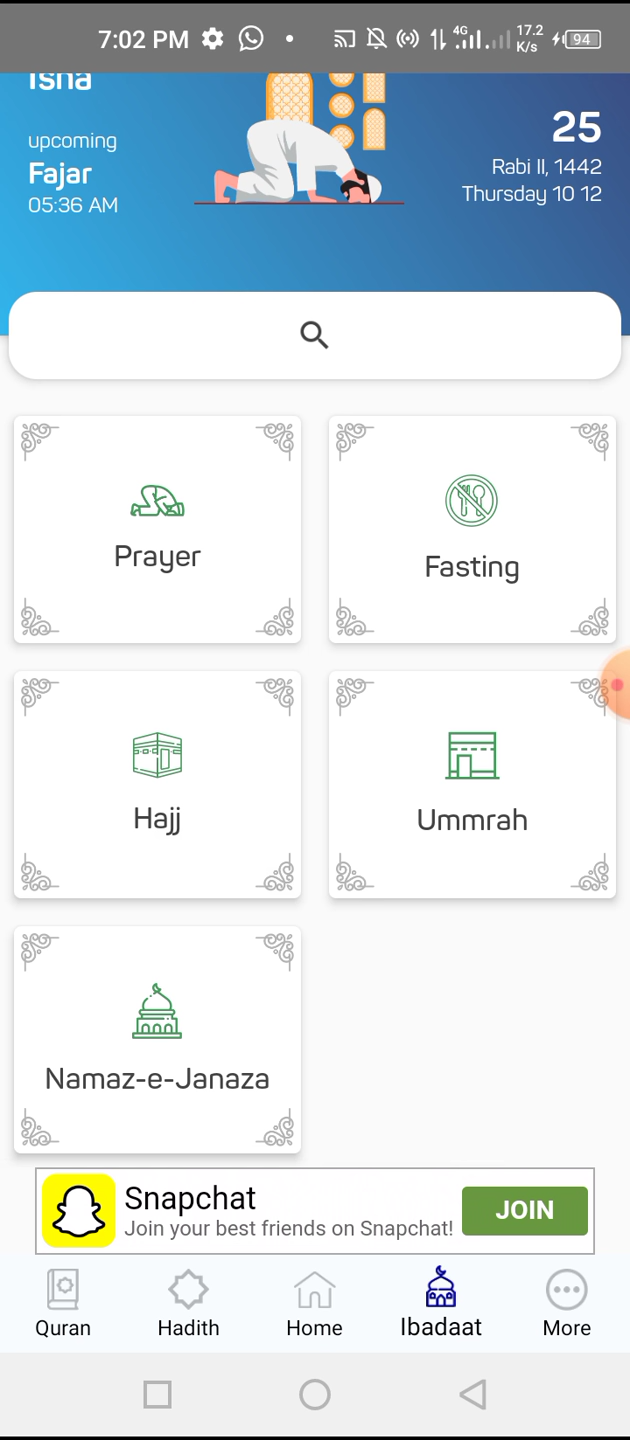 7:02 PM
4G
17.2
K/s
94
Isha
upcoming
Fajar
05:36 AM
25
Rabi II, 1442
Thursday 10 12
Prayer
Fasting
Hajj
Ummrah
Namaz-e-Janaza
Snapchat
Join your best friends on Snapchat!
JOIN
Quran
Hadith
Home
Ibadaat
More